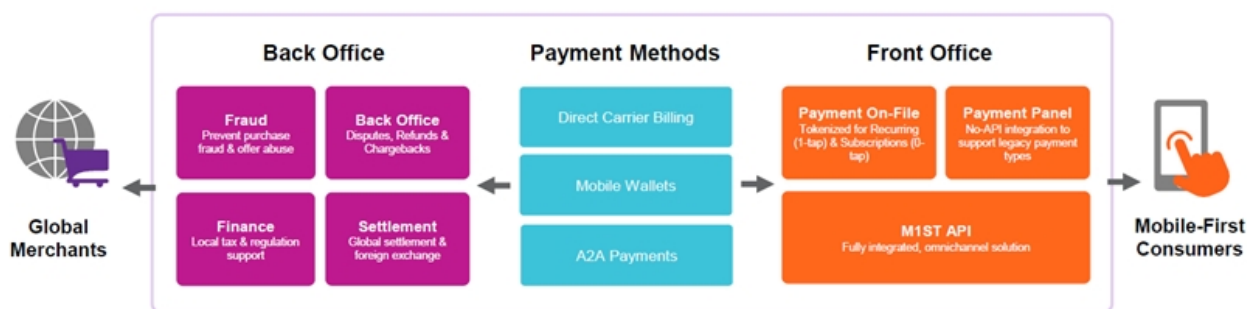 Back Office
Payment Methods
Front Office
Fraud
Prevent purchase
fraud & offer abuse
Back Office
Disputes, Refunds &
Chargebacks
Finance
Local tax & regulation
support
Settlement
Global settlement &
foreign exchange
Direct Carrier Billing
Mobile Wallets
A2A Payments
Payment On-File
Tokenized for Recurring
(1-tap) & Subscriptions (0-
tap)
Payment Panel
No-API integration to
support legacy payment
types
M1ST API
Fully integrated, omnichannel solution
Global
Merchants
Mobile-First
Consumers